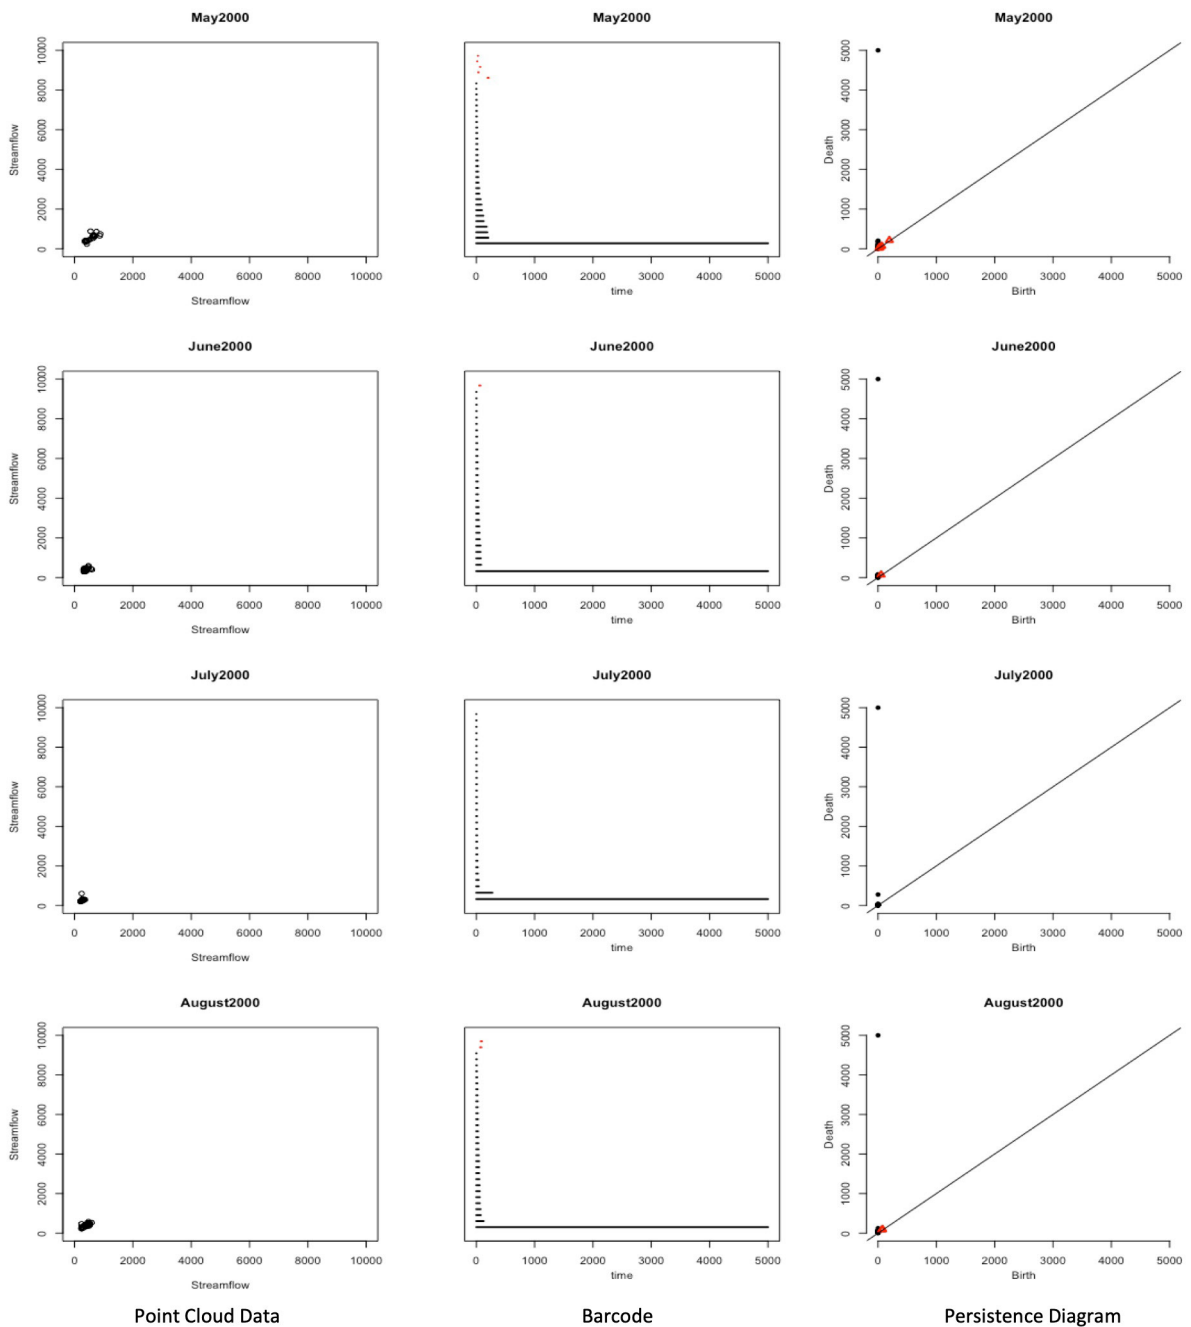 May2000 May2000 May2000
10000 8000 6000 4000 2000 0
Streamflow
0 2000 4000 6000 8000 10000
Streamflow
0 1000 2000 3000 4000 5000
time
5000 4000 3000 2000 1000 0
Death
0 1000 2000 3000 4000 5000
Birth
June2000 June2000 June2000
10000 8000 6000 4000 2000 0
Streamflow
0 2000 4000 6000 8000 10000
Streamflow
0 1000 2000 3000 4000 5000
time
5000 4000 3000 2000 1000 0
Death
0 1000 2000 3000 4000 5000
Birth
July2000 July2000 July2000
10000 8000 6000 4000 2000 0
Streamflow
0 2000 4000 6000 8000 10000
Streamflow
0 1000 2000 3000 4000 5000
time
5000 4000 3000 2000 1000 0
Death
0 1000 2000 3000 4000 5000
Birth
August2000 August2000 August2000
10000 8000 6000 4000 2000 0
Streamflow
0 2000 4000 6000 8000 10000
Streamflow
0 1000 2000 3000 4000 5000
time
5000 4000 3000 2000 1000 0
Death
0 1000 2000 3000 4000 5000
Birth
Point Cloud Data Barcode Persistence Diagram